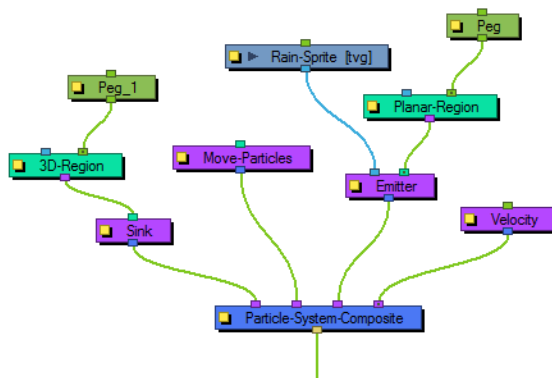 Peg
Rain-Sprite [tvg]
Peg_1
Planar-Region
3D-Region
Move-Particles
Emitter
Sink
Velocity
Particle-System-Composite